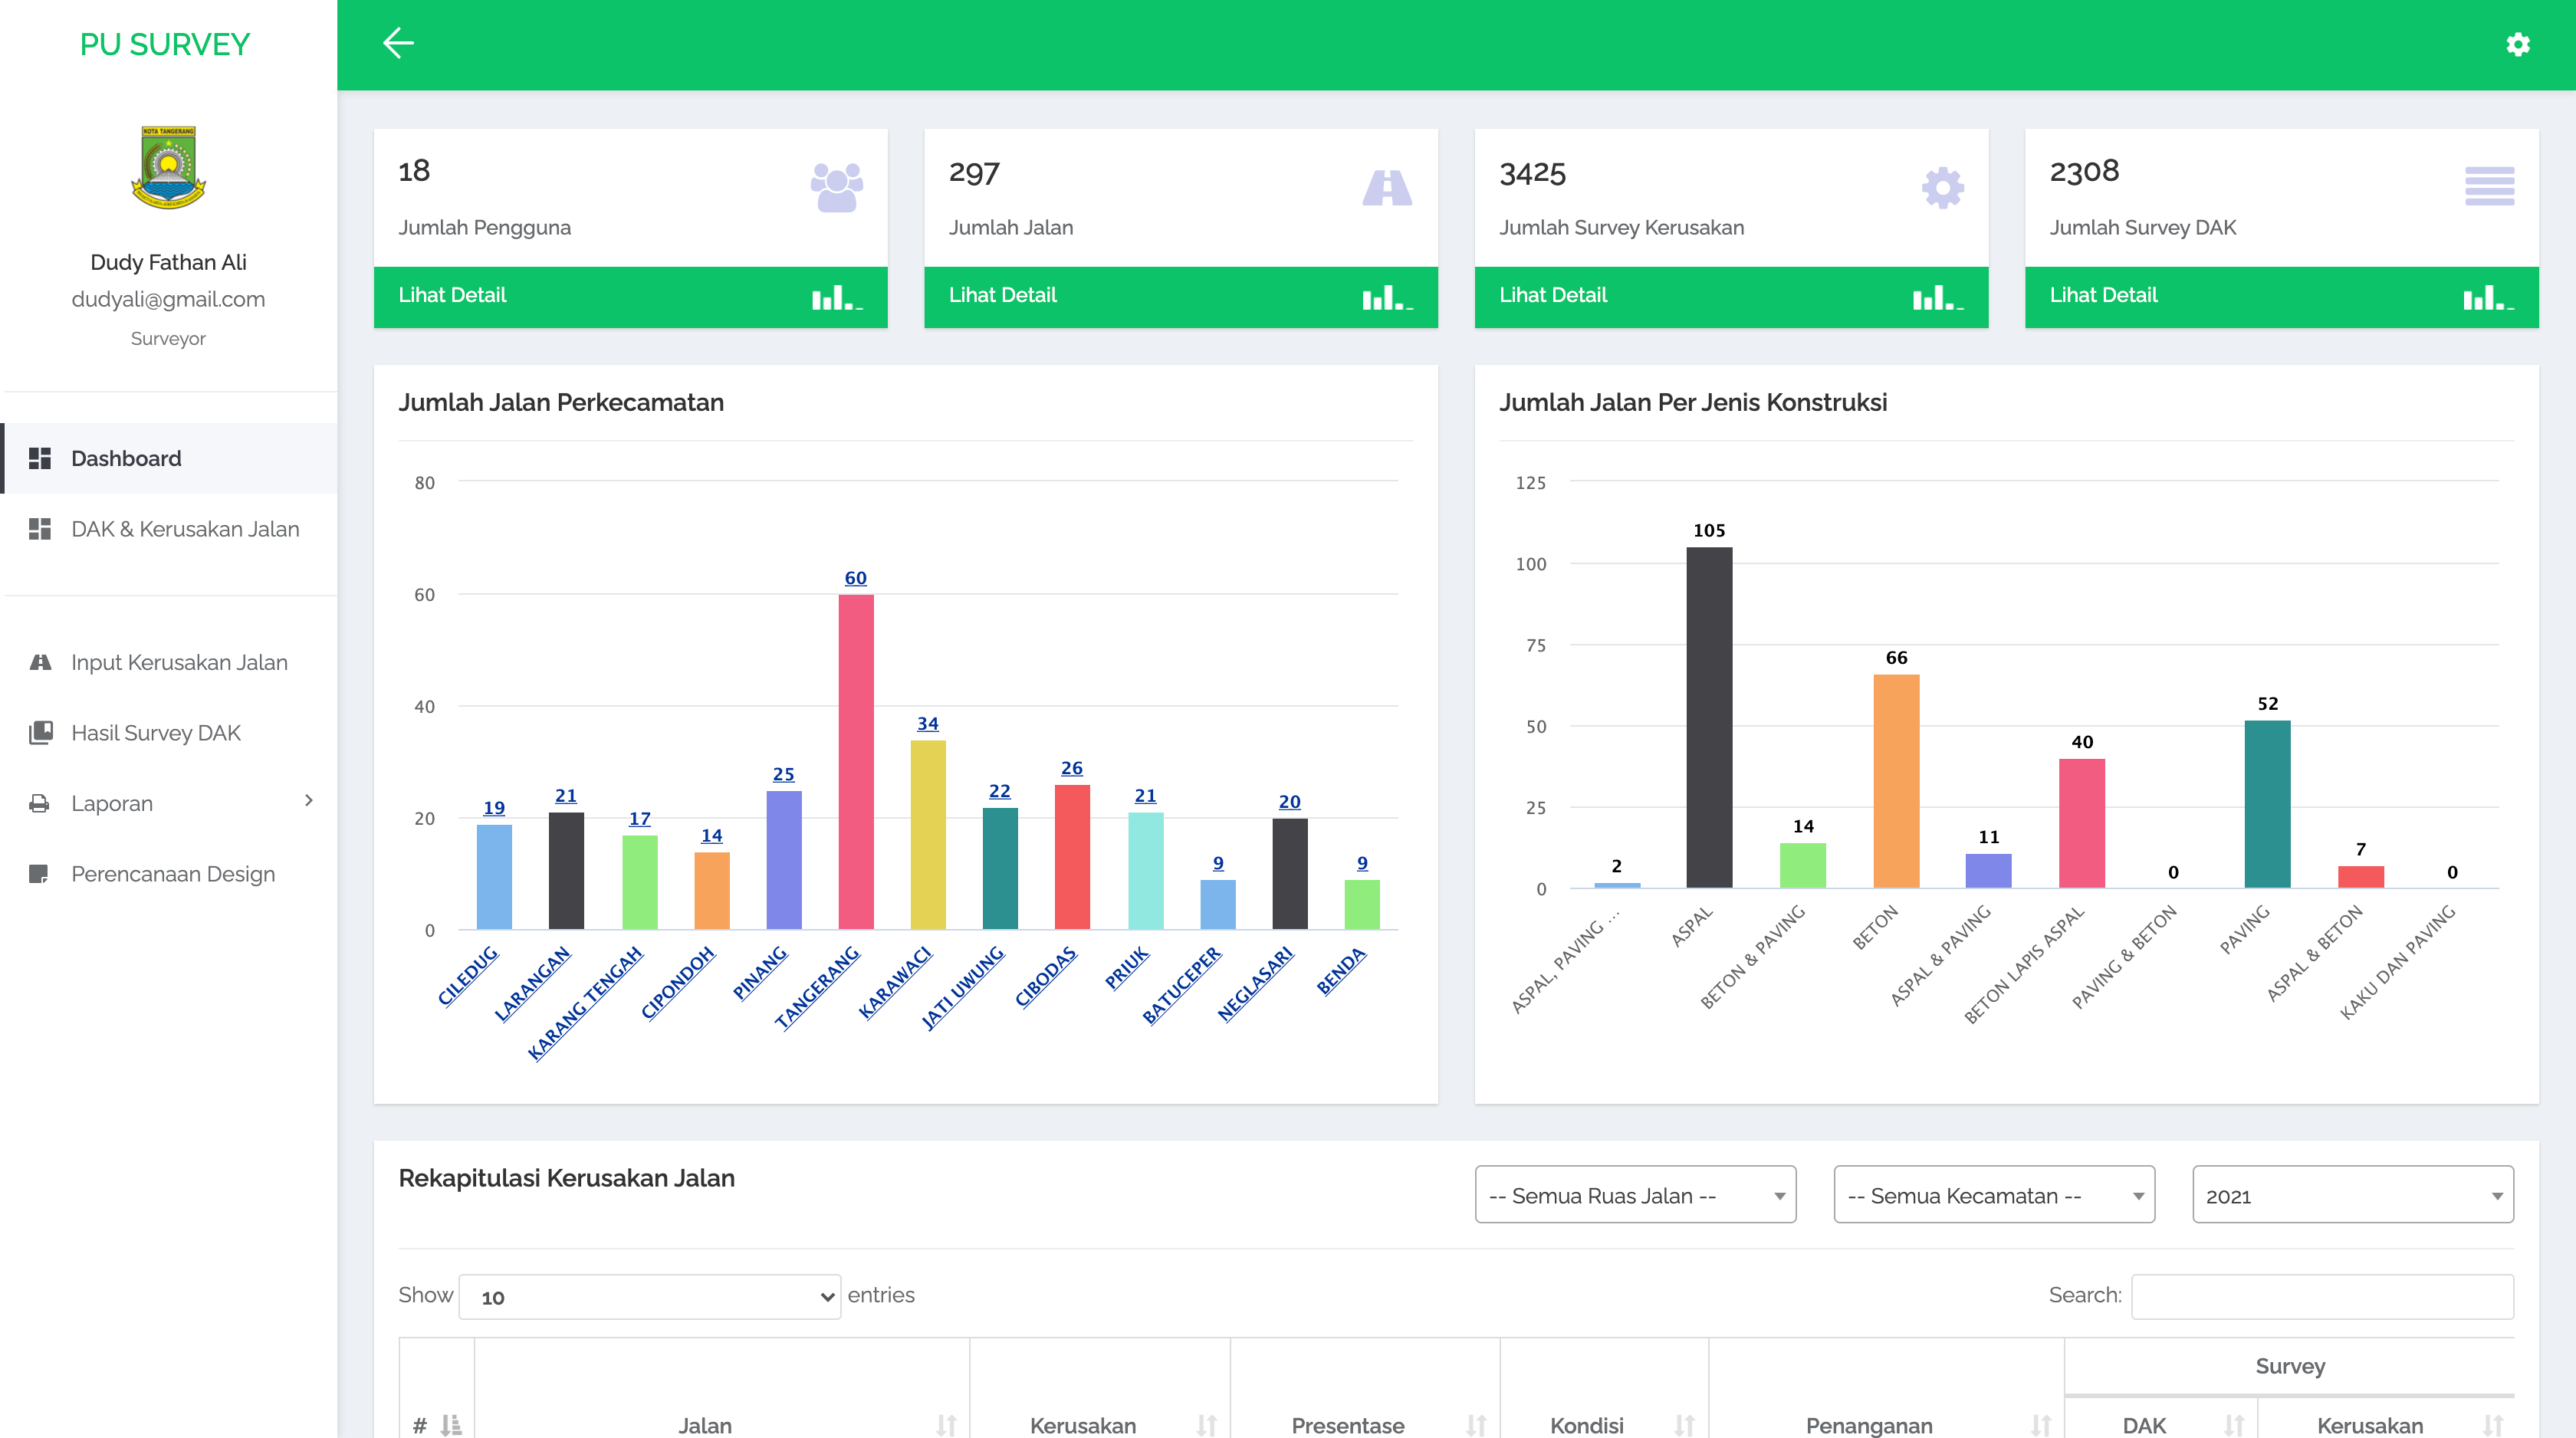 PU SURVEY
KOTA TANGERANG
Dudy Fathan Ali
dudyali@gmail.com
Surveyor
Dashboard
DAK & Kerusakan Jalan
Input Kerusakan Jalan
Hasil Survey DAK
Laporan
Perencanaan Design
18
Jumlah Pengguna
Lihat Detail
297
Jumlah Jalan
Lihat Detail
3425
Jumlah Survey Kerusakan
Lihat Detail
2308
Jumlah Survey DAK
Lihat Detail
Jumlah Jalan Perkecamatan
80
60
40
20
0
19
21
17
14
25
60
34
22
26
21
9
20
9
CILEDUG
LARANGAN
KARANG TENGAH
CIPONDOH
PINANG
TANGERANG
KARAWACI
JATI UWUNG
CIBODAS
PRIUK
BATUCEPER
NEGLASARI
BENDA
Jumlah Jalan Per Jenis Konstruksi
125
100
75
50
25
0
2
105
14
66
11
40
0
52
7
0
ASPAL, PAVING ...
ASPAL
BETON & PAVING
BETON
ASPAL & PAVING
BETON LAPIS ASPAL
PAVING & BETON
PAVING
ASPAL & BETON
KAKU DAN PAVING
Rekapitulasi Kerusakan Jalan
-- Semua Ruas Jalan --
-- Semua Kecamatan --
2021
Show 10 entries
Search:
Survey
# Jalan Kerusakan Presentase Kondisi Penanganan DAK Kerusakan